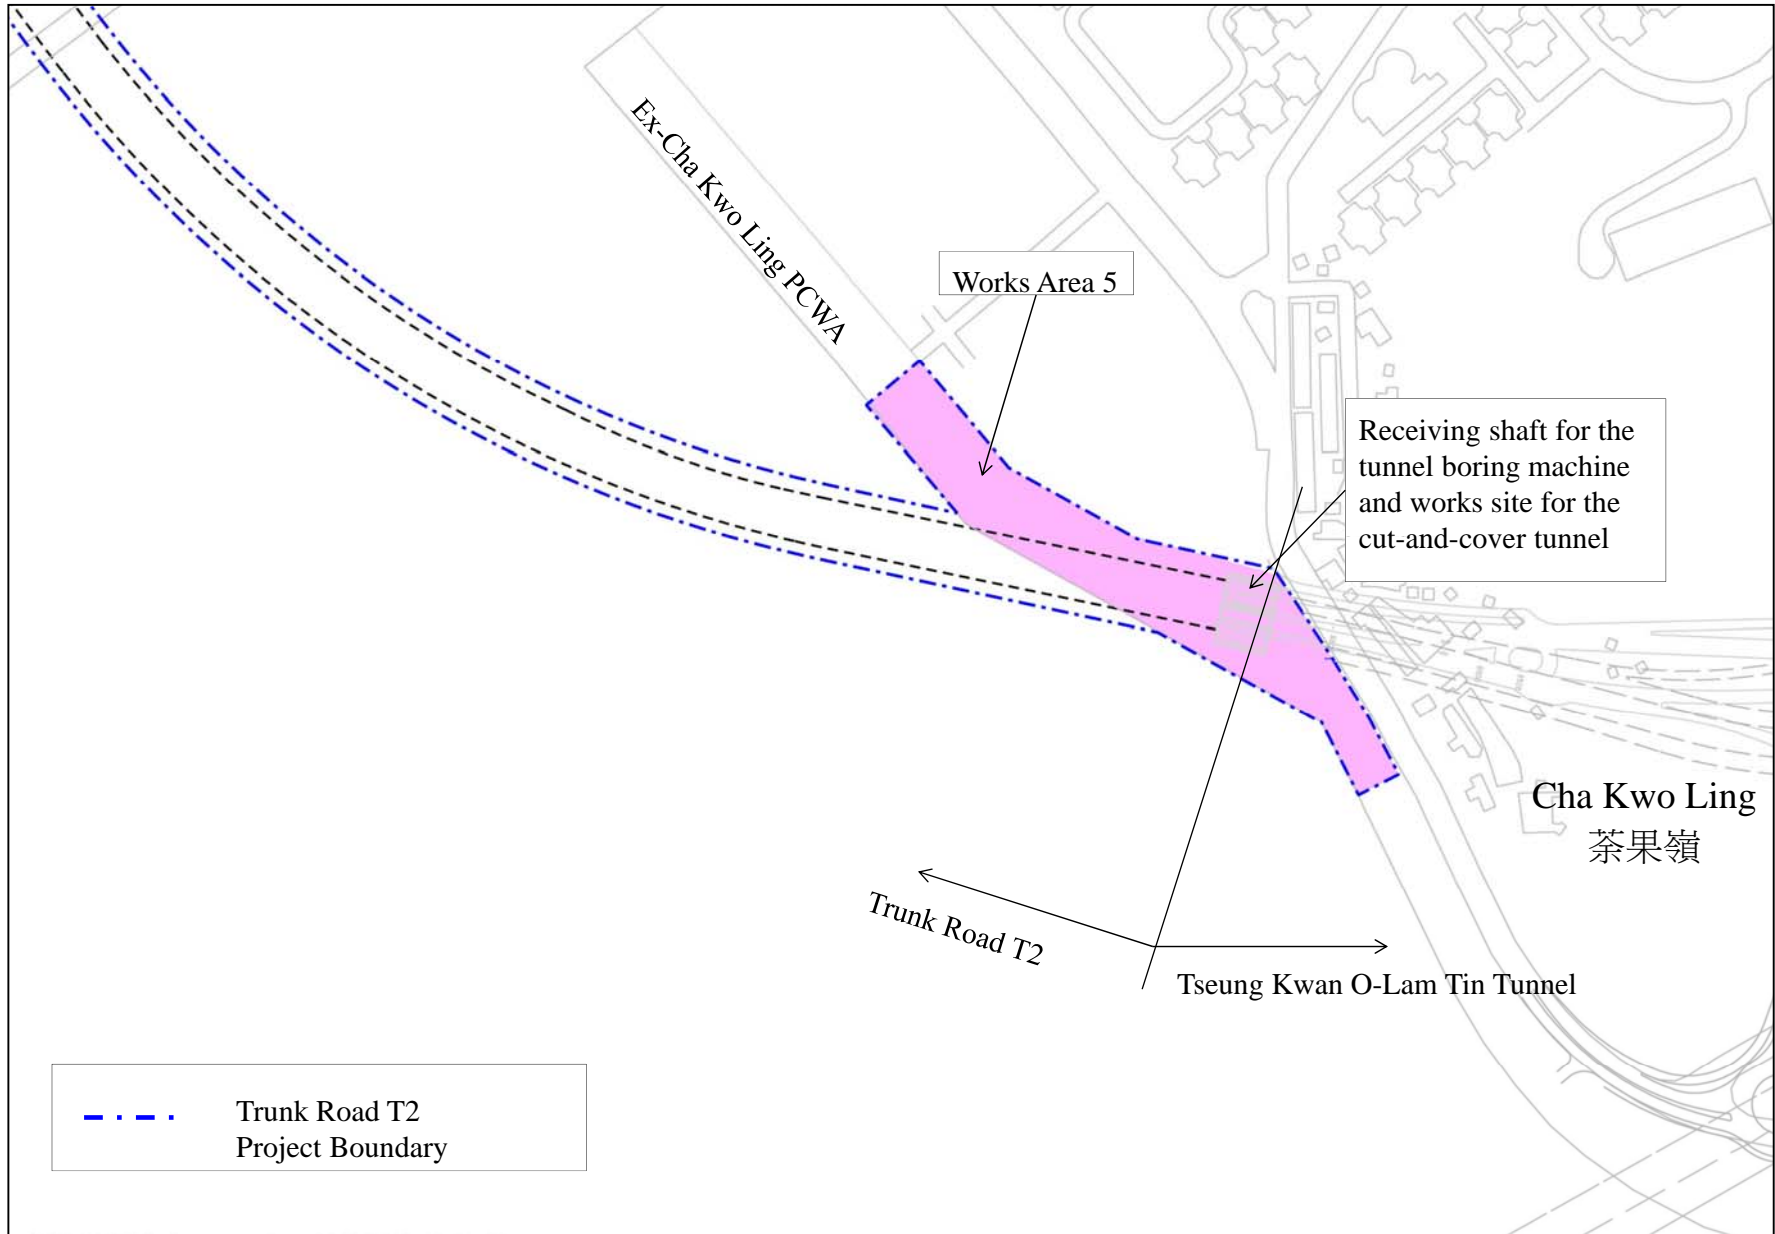 Ex-Cha Kwo Ling PCWA
Works Area 5
Receiving shaft for the
tunnel boring machine
and works site for the
cut-and-cover tunnel
Cha Kwo Ling
茶果嶺
Trunk Road T2
Tseung Kwan O-Lam Tin Tunnel
Trunk Road T2
Project Boundary